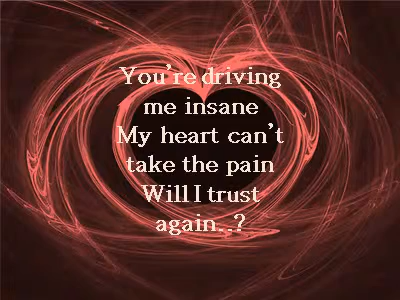 You're driving
me insane
My heart can't
take the pain
Will I trust
again..?